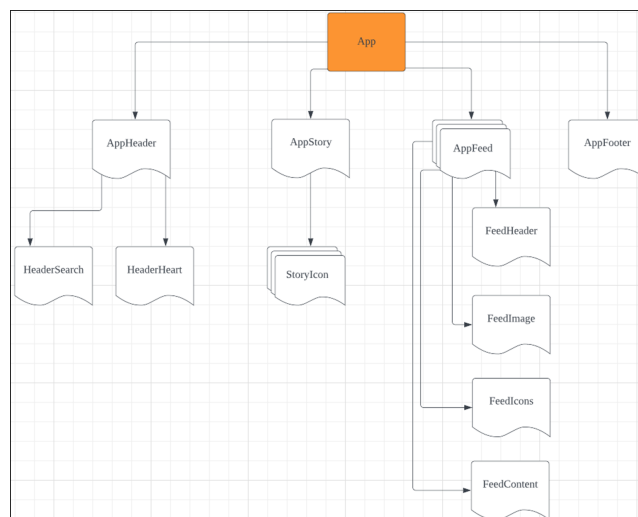 App
AppHeader
AppStory
AppFeed
AppFooter
FeedHeader
HeaderSearch
HeaderHeart
StoryIcon
FeedImage
FeedIcons
FeedContent